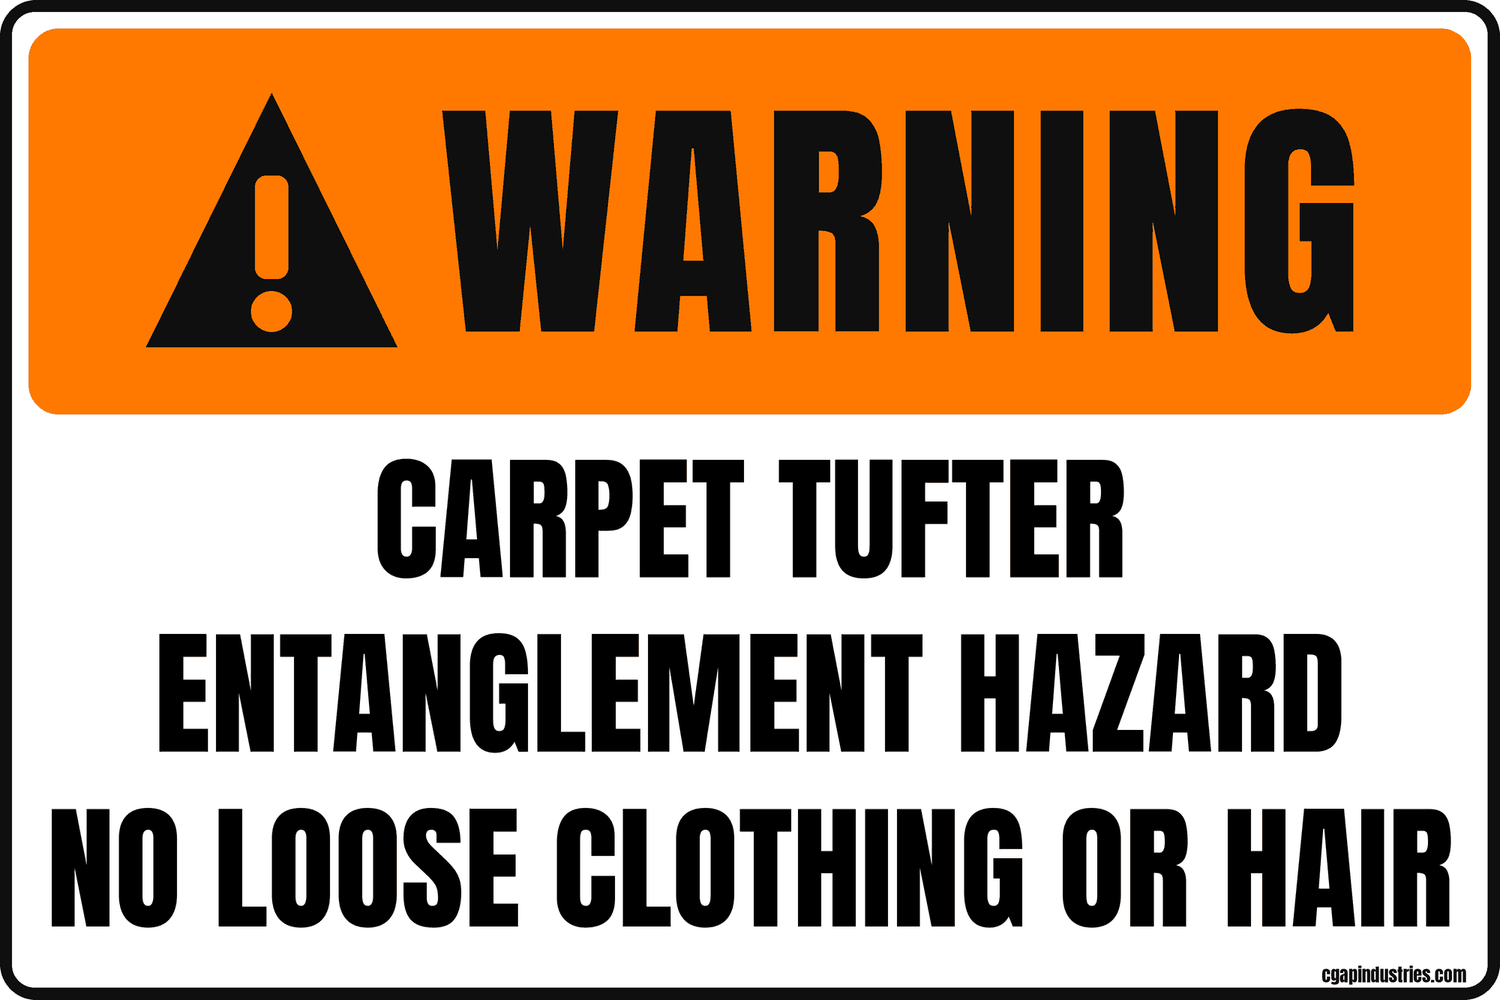 WARNING
CARPET TUFTER
ENTANGLEMENT HAZARD
NO LOOSE CLOTHING OR HAIR
cgapindustries.com